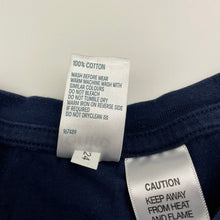 100% COTTON
WASH BEFORE WEAR
WARM MACHINE WASH WITH
SIMILAR COLOURS
DO NOT BLEACH
DO NOT TUMBLE DRY
WARM IRON ON REVERSE SIDE
IF REQUIRED
DO NOT DRYCLEAN
24
CAUTION
KEEP AWAY
FROM HEAT
AND FLAME